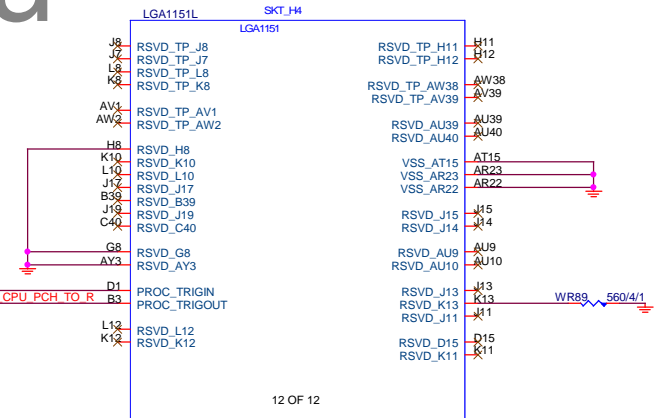 LGA1151L SKT_H4
LGA1151
J8 RSVD_TP_J8 RSVD_TP_H11 H11
J7 RSVD_TP_J7 RSVD_TP_H12 H12
L8 RSVD_TP_L8
K8 RSVD_TP_K8 RSVD_TP_AW38 AW38
RSVD_TP_AV39 AV39
AV1 RSVD_TP_AV1
AW2 RSVD_TP_AW2 RSVD_AU39 AU39
RSVD_AU40 AU40
H8 RSVD_H8
K10 RSVD_K10 VSS_AT15 AT15
L10 RSVD_L10 VSS_AR23 AR23
J17 RSVD_J17 VSS_AR22 AR22
B39 RSVD_B39
J19 RSVD_J19 RSVD_J15 J15
C40 RSVD_C40 RSVD_J14 J14
G8 RSVD_G8 RSVD_AU9 AU9
AY3 RSVD_AY3 RSVD_AU10 AU10
D1 PROC_TRIGIN RSVD_J13 J13
CPU_PCH_TO_R B3 PROC_TRIGOUT RSVD_K13 K13 WR89 560/4/1
RSVD_J11 J11
L12 RSVD_L12
K12 RSVD_K12 RSVD_D15 D15
RSVD_K11 K11
12 OF 12